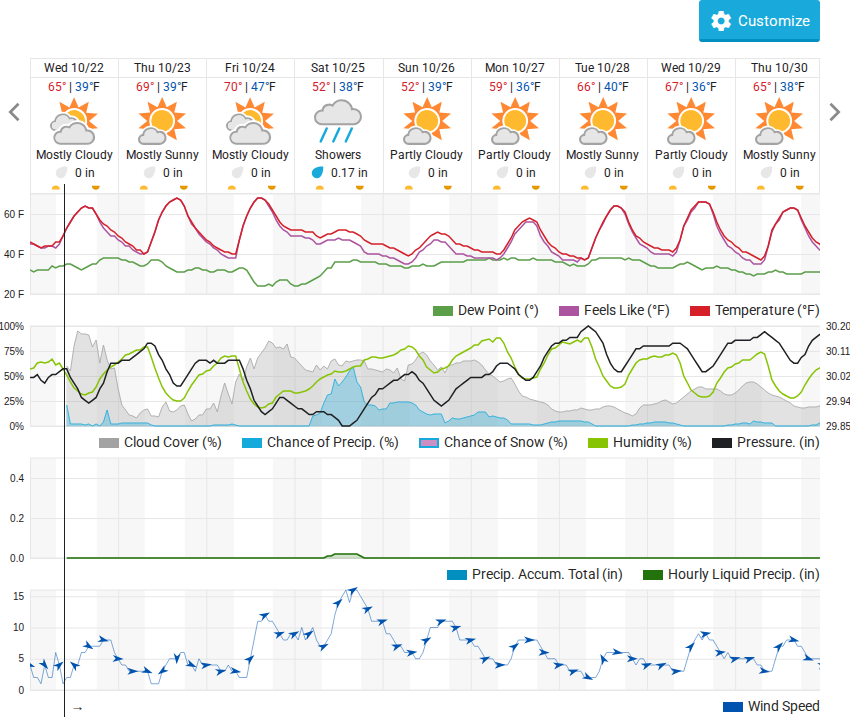 Customize
Wed 10/22 Thu 10/23 Fri 10/24 Sat 10/25 Sun 10/26 Mon 10/27 Tue 10/28 Wed 10/29 Thu 10/30
65° | 39°F 69° | 39°F 70° | 47°F 52° | 38°F 52° | 39°F 59° | 36°F 66° | 40°F 67° | 36°F 65° | 38°F
Mostly Cloudy Mostly Sunny Mostly Cloudy Showers Partly Cloudy Partly Cloudy Mostly Sunny Partly Cloudy Mostly Sunny
0 in 0 in 0 in 0.17 in 0 in 0 in 0 in 0 in 0 in
60 F
40 F
20 F
Dew Point (°) Feels Like (°F) Temperature (°F)
100% 30.20
75% 30.11
50% 30.02
25% 29.94
0% 29.85
Cloud Cover (%) Chance of Precip. (%) Chance of Snow (%) Humidity (%) Pressure. (in)
0.4
0.2
0.0
Precip. Accum. Total (in) Hourly Liquid Precip. (in)
15
10
5
0
→ Wind Speed